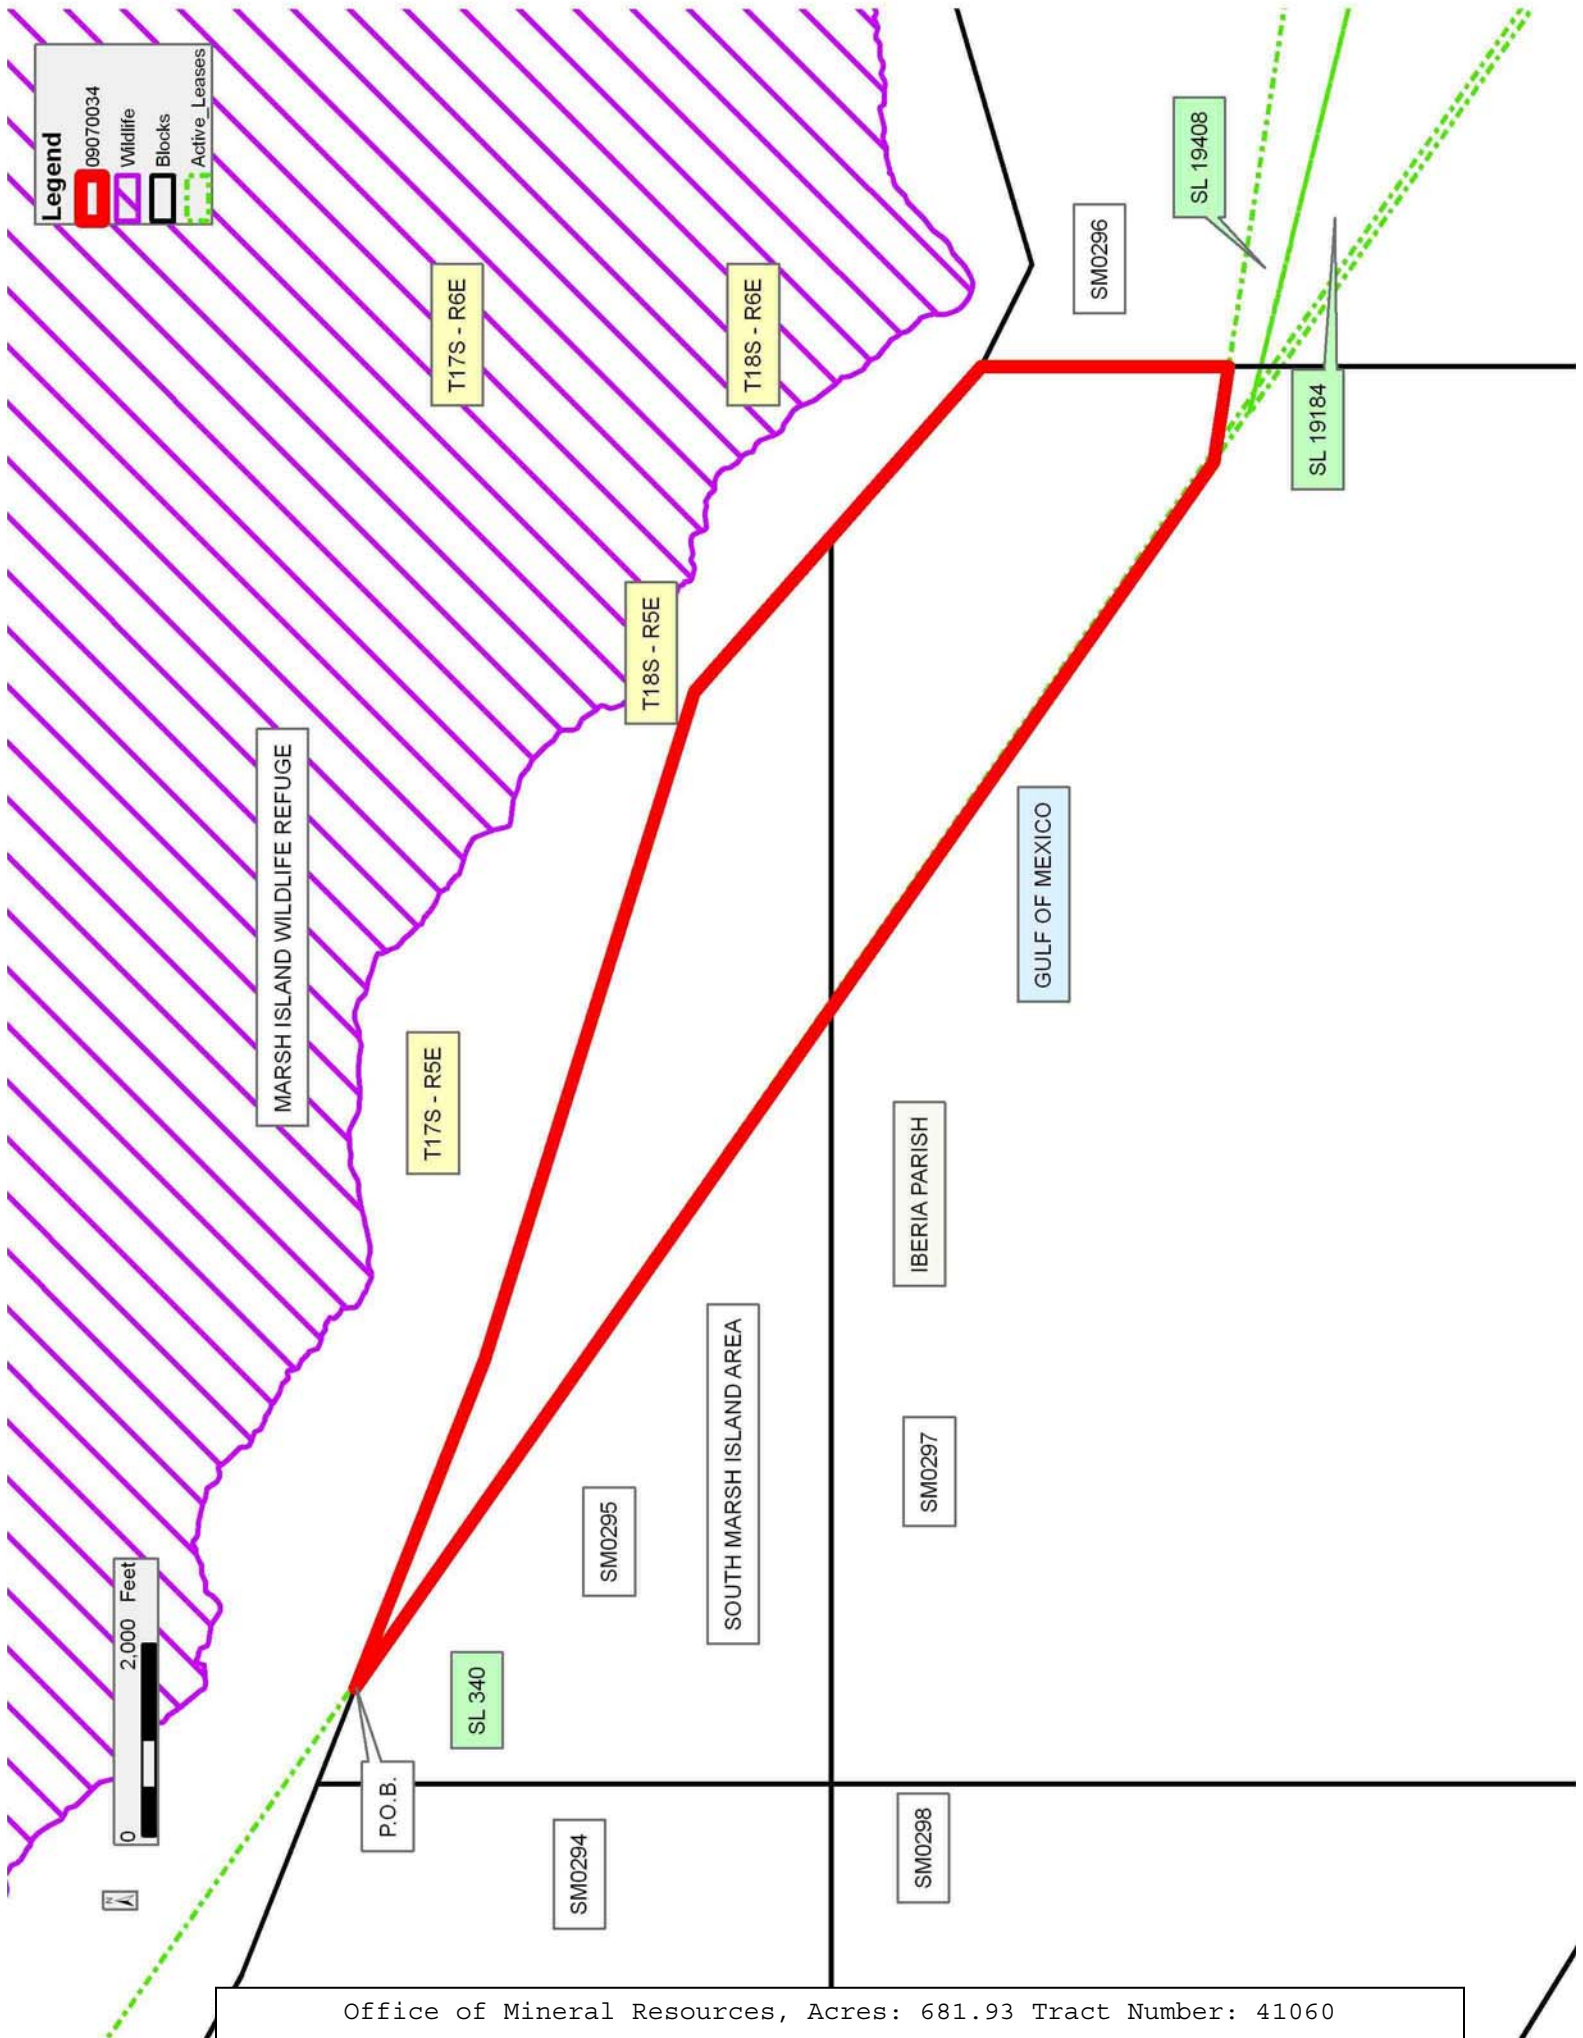 Legend
09070034
Wildlife
Blocks
Active_Leases
0 2,000 Feet
N
MARSH ISLAND WILDLIFE REFUGE
T17S - R6E
T18S - R6E
T17S - R5E
T18S - R5E
P.O.B.
SL 340
SM0294
SM0295
SM0296
SOUTH MARSH ISLAND AREA
SL 19408
SL 19184
GULF OF MEXICO
IBERIA PARISH
SM0297
SM0298
Office of Mineral Resources, Acres: 681.93 Tract Number: 41060